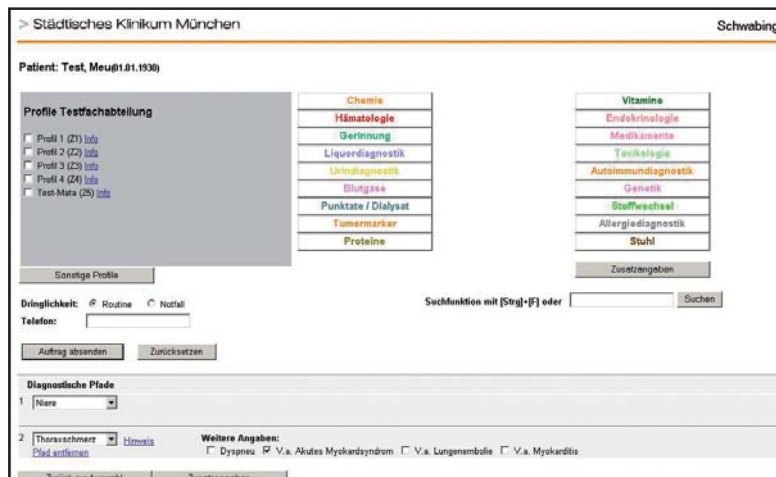 > Städtisches Klinikum München
Schwabing
Patient: Test, Meu(01.01.1930)
Profile Testfachabteilung
Profil 1 (Z1) Info
Profil 2 (Z2) Info
Profil 3 (Z3) Info
Profil 4 (Z4) Info
Test-Mata (Z5) Info
Sonstige Profile
Chemie
Hämatologie
Gerinnung
Liquordiagnostik
Urindiagnostik
Blutgase
Punktate / Dialysat
Tumormarker
Proteine
Vitamine
Endokrinologie
Medikamente
Toxikologie
Autoimmundiagnostik
Genetik
Stoffwechsel
Allergiediagnostik
Stuhl
Zusatzangaben
Dringlichkeit: Routine Notfall
Suchfunktion mit [Strg]+[F] oder Suchen
Telefon:
Auftrag absenden Zurücksetzen
Diagnostische Pfade
1 Niere
2 Thoraxschmerz Hinweis Weitere Angaben:
Pfad entfernen Dyspneu V.a. Akutes Myokardsyndrom V.a. Lungenembolie V.a. Myokarditis
Zurück zur Auswahl Zusatzangaben